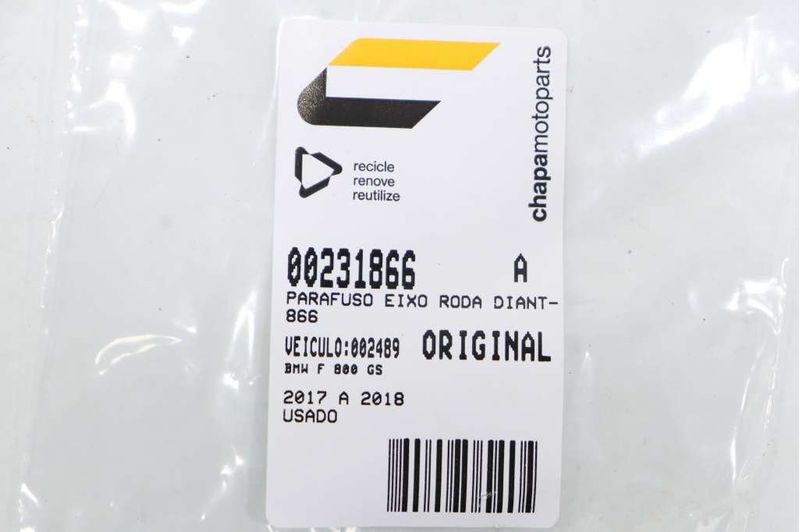 chapamotoparts
recicle
renove
reutilize
00231866 A
PARAFUSO EIXO RODA DIANT-
866
VEICULO:002489 ORIGINAL
BMW F 800 GS
2017 A 2018
USADO